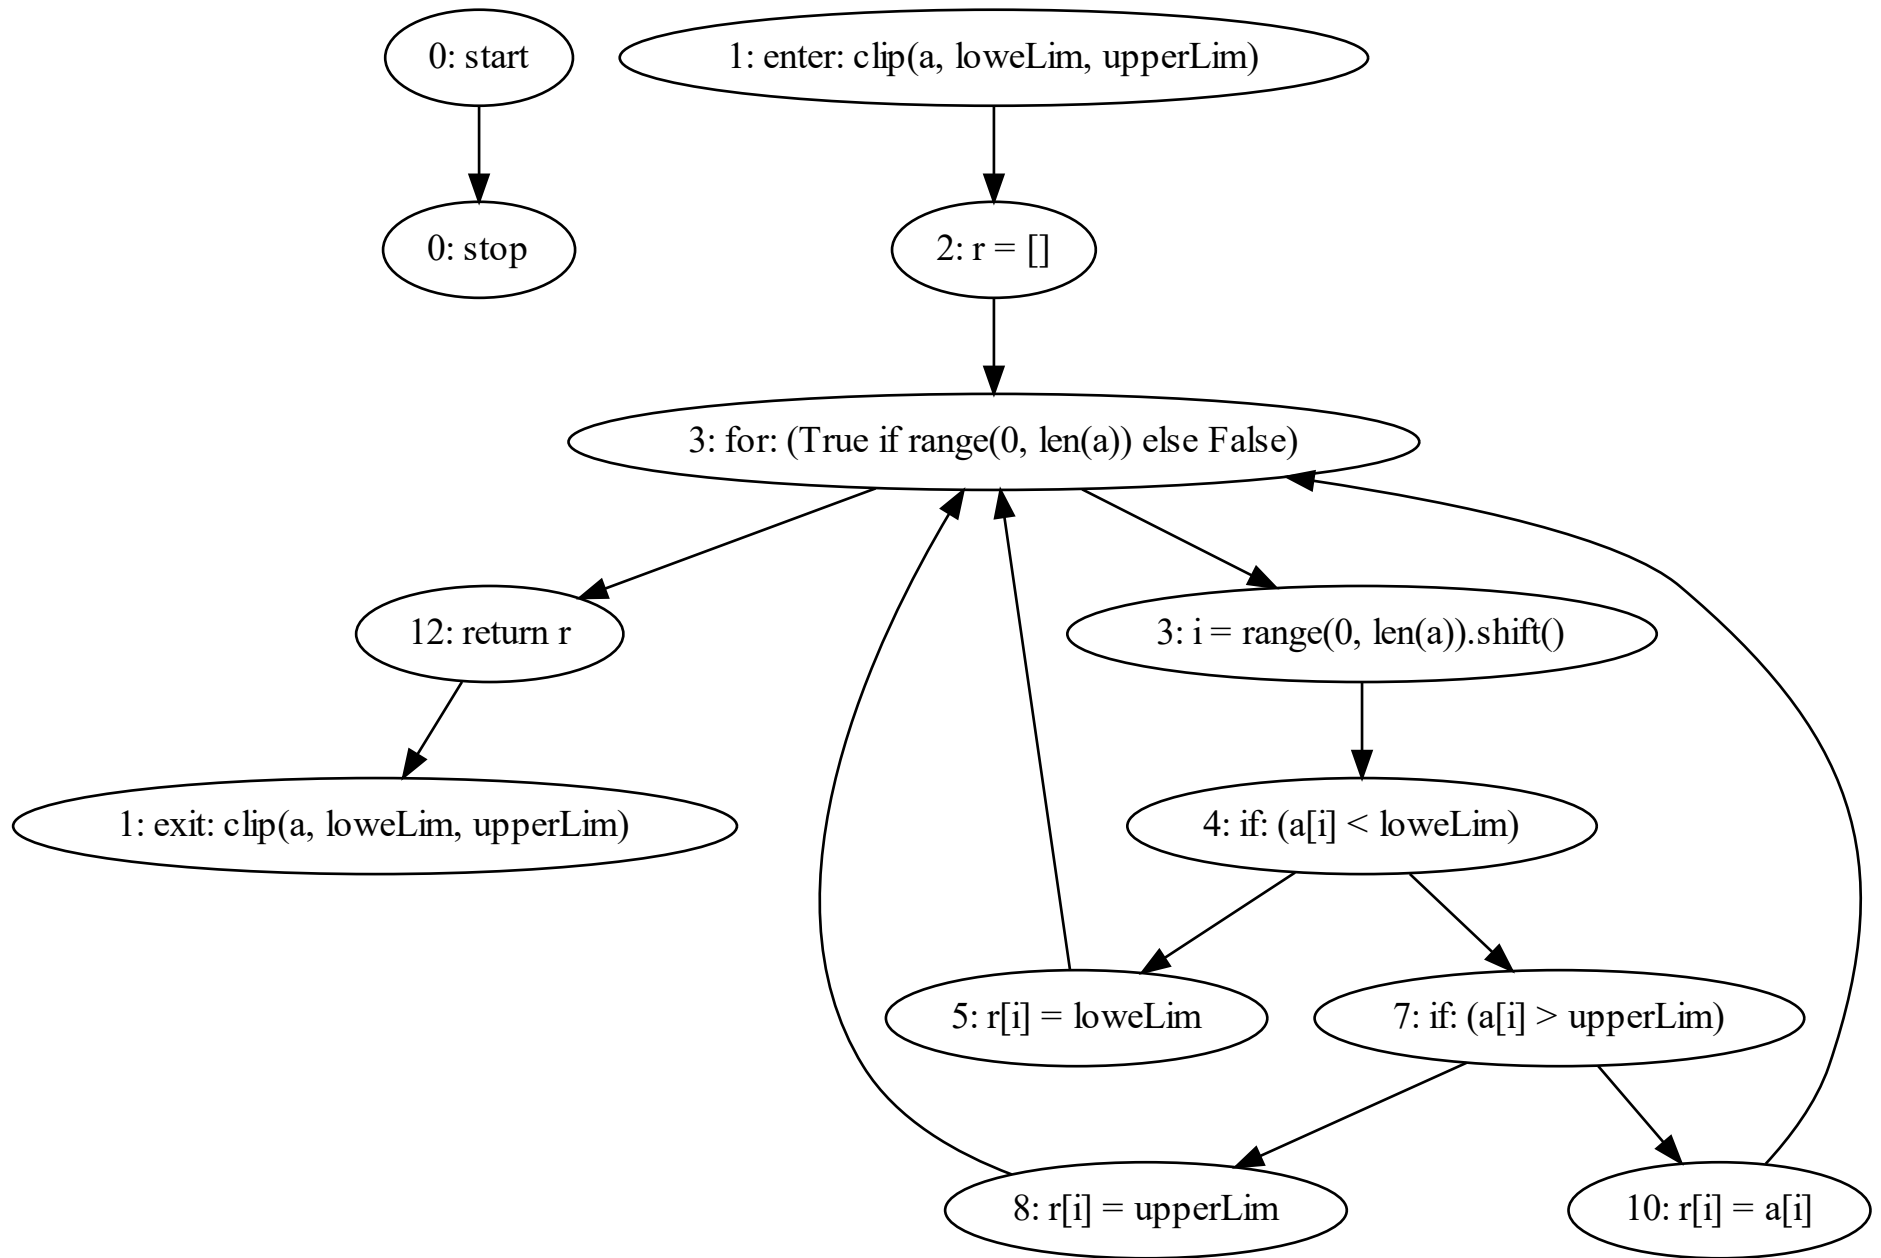 0: start
1: enter: clip(a, loweLim, upperLim)
0: stop
2: r = []
3: for: (True if range(0, len(a)) else False)
12: return r
3: i = range(0, len(a)).shift()
1: exit: clip(a, loweLim, upperLim)
4: if: (a[i] < loweLim)
5: r[i] = loweLim
7: if: (a[i] > upperLim)
8: r[i] = upperLim
10: r[i] = a[i]